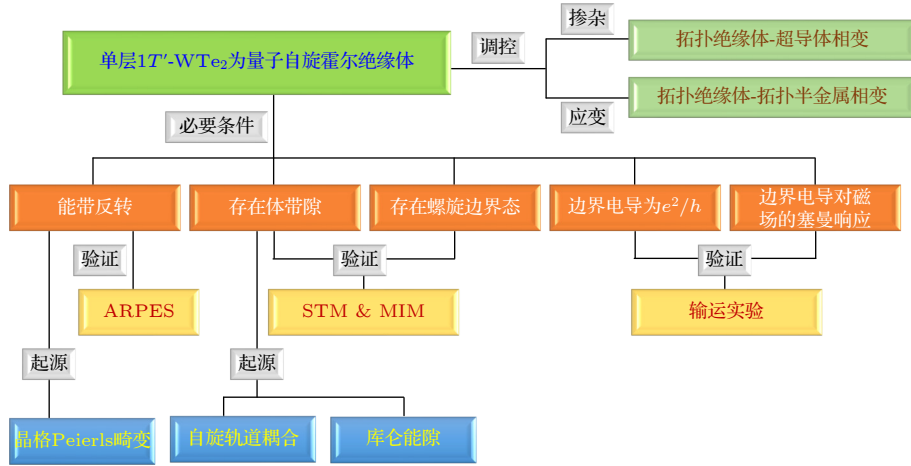 单层1T′-WTe₂为量子自旋霍尔绝缘体
调控
掺杂
拓扑绝缘体-超导体相变
应变
拓扑绝缘体-拓扑半金属相变
必要条件
能带反转
存在体带隙
存在螺旋边界态
边界电导为e²/h
边界电导对磁
场的塞曼响应
验证
验证
验证
ARPES
STM & MIM
输运实验
起源
起源
晶格Peierls畸变
自旋轨道耦合
库仑能隙